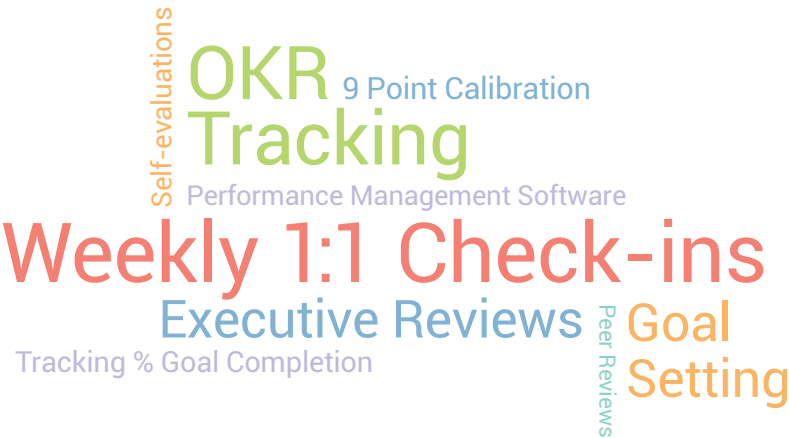 Self-evaluations
OKR
Tracking
9 Point Calibration
Performance Management Software
Weekly 1:1 Check-ins
Executive Reviews
Peer Reviews
Goal
Setting
Tracking % Goal Completion